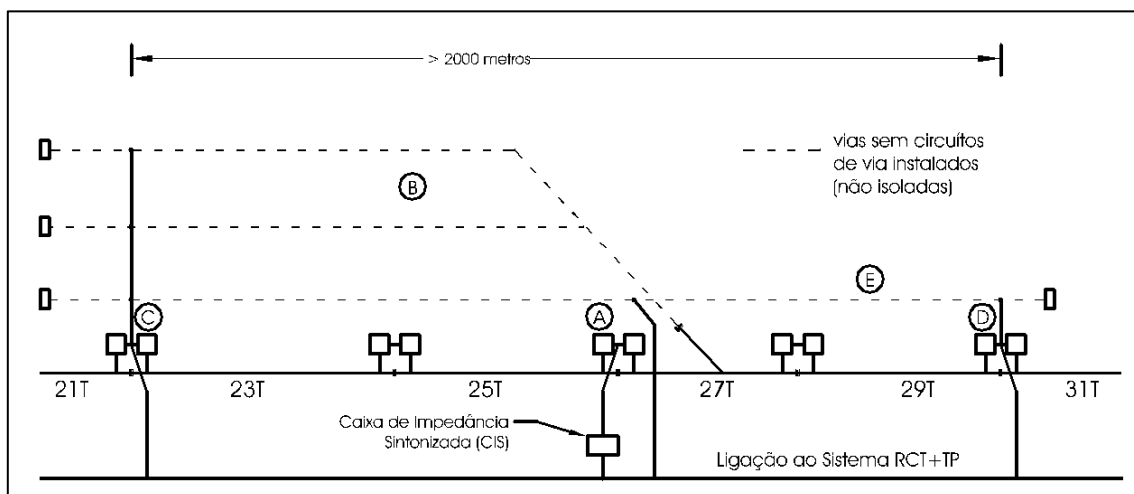 > 2000 metros
vias sem circuítos
de via instalados
(não isoladas)
B
E
C
A
D
21T
23T
25T
27T
29T
31T
Caixa de Impedância
Sintonizada (CIS)
Ligação ao Sistema RCT+TP